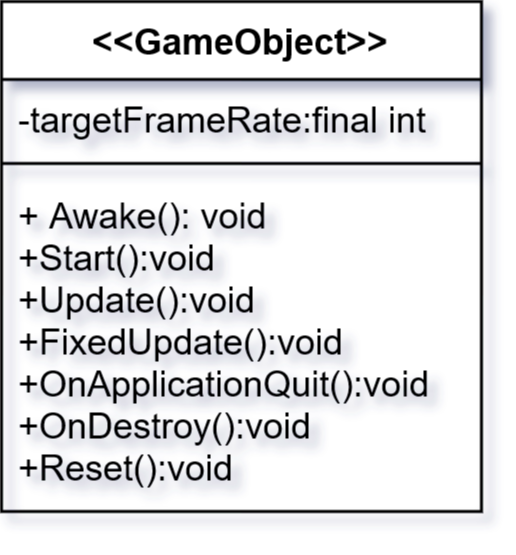 <<GameObject>>
-targetFrameRate:final int
+ Awake(): void
+Start():void
+Update():void
+FixedUpdate():void
+OnApplicationQuit():void
+OnDestroy():void
+Reset():void